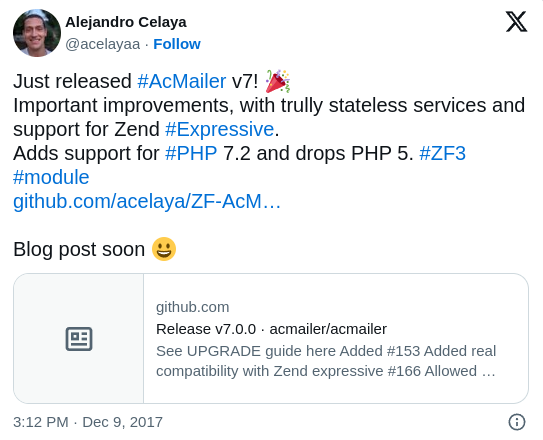 Alejandro Celaya
@acelayaa · Follow
Just released #AcMailer v7! 🎉
Important improvements, with trully stateless services and
support for Zend #Expressive.
Adds support for #PHP 7.2 and drops PHP 5. #ZF3
#module
github.com/acelaya/ZF-AcM…
Blog post soon 😀
github.com
Release v7.0.0 · acmailer/acmailer
See UPGRADE guide here Added #153 Added real
compatibility with Zend expressive #166 Allowed …
3:12 PM · Dec 9, 2017